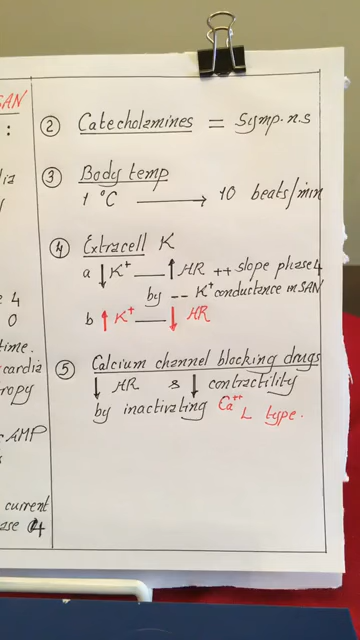 SAN
:
② Catecholamines = Symp.n.s
③ Body temp
1 °C → 10 beats/min
④ Extracell K
a ↓ K⁺ — ↑ HR ++ slope phase 4
by -- K⁺ conductance in SAN
b ↑ K⁺ — ↓ HR
e 4
0
time.
cardia
ropy
⑤ Calcium channel blocking drugs
↓ HR & ↓ contractility
by inactivating Ca⁺⁺ L type.
cAMP
current
ase 4